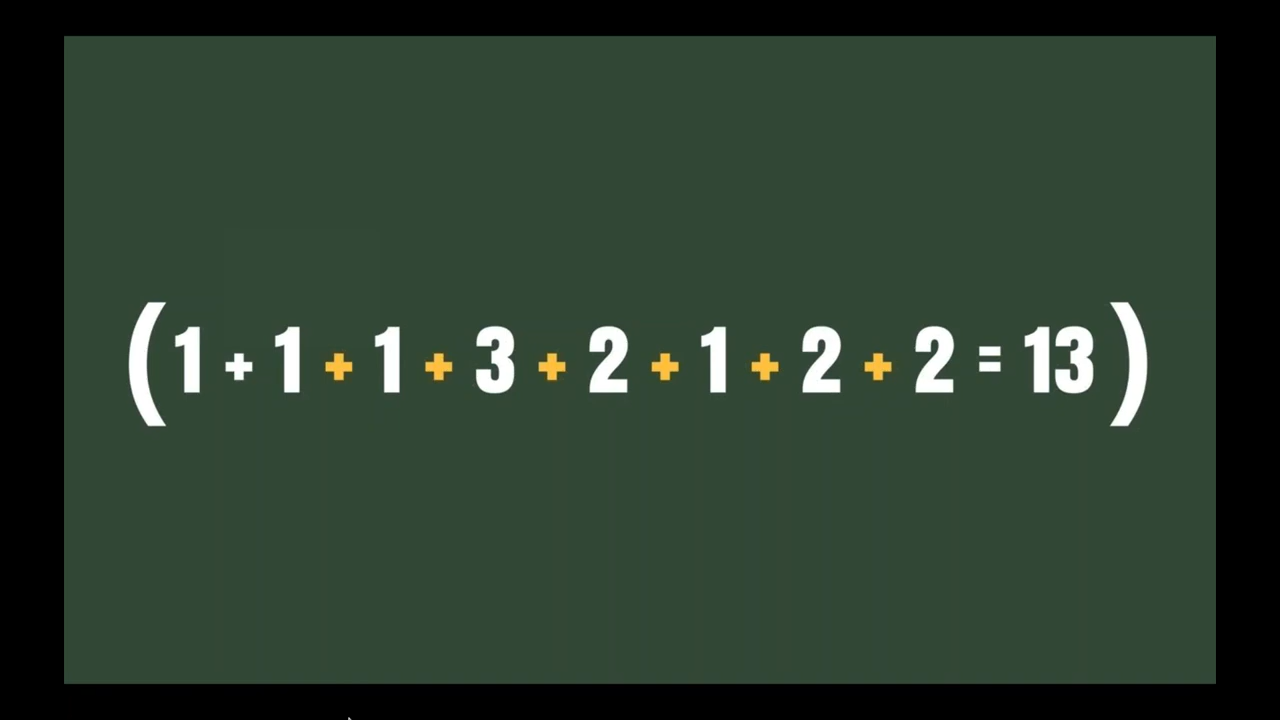 (1 + 1 + 1 + 3 + 2 + 1 + 2 + 2 = 13)